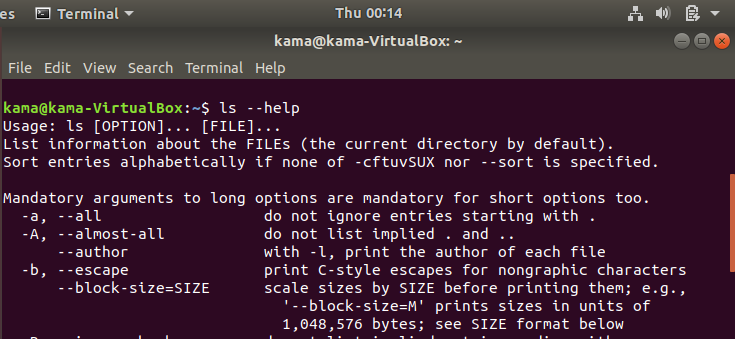 es Terminal Thu 00:14
kama@kama-VirtualBox: ~
File Edit View Search Terminal Help
kama@kama-VirtualBox:~$ ls --help
Usage: ls [OPTION]... [FILE]...
List information about the FILEs (the current directory by default).
Sort entries alphabetically if none of -cftuvSUX nor --sort is specified.
Mandatory arguments to long options are mandatory for short options too.
-a, --all do not ignore entries starting with .
-A, --almost-all do not list implied . and ..
--author with -l, print the author of each file
-b, --escape print C-style escapes for nongraphic characters
--block-size=SIZE scale sizes by SIZE before printing them; e.g.,
'--block-size=M' prints sizes in units of
1,048,576 bytes; see SIZE format below